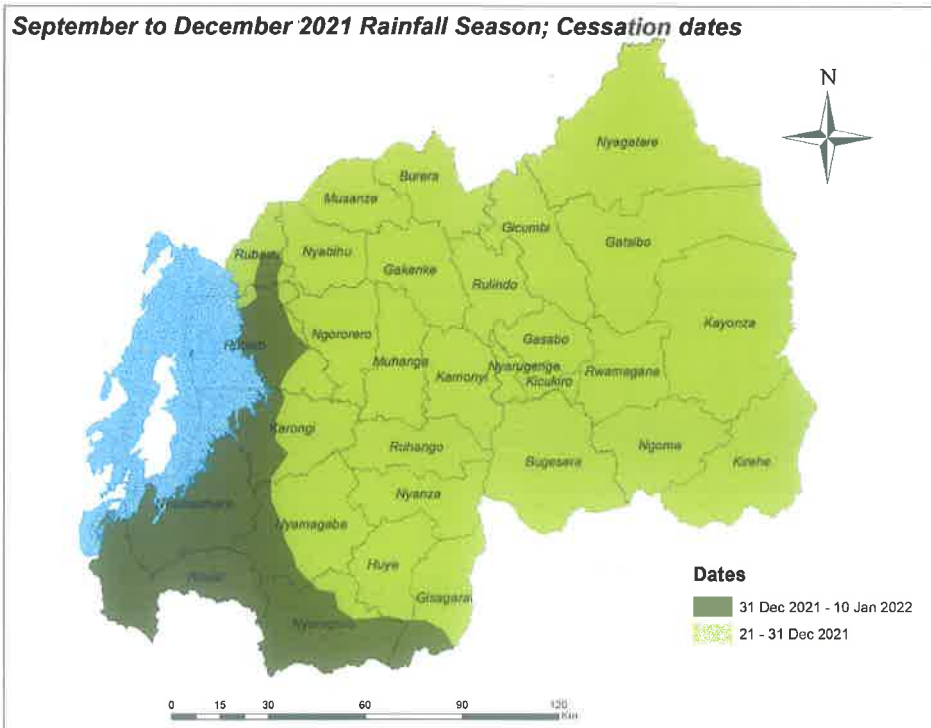 September to December 2021 Rainfall Season; Cessation dates
N
Nyagatare
Burera
Musanze
Gicumbi
Gatsibo
Rubavu
Nyabihu
Gakenke
Rulindo
Kayonza
Rutsiro
Ngororero
Gasabo
Muhanga
Kamonyi
Nyarugenge
Rwamagana
Kicukiro
Karongi
Ruhango
Bugesera
Ngoma
Kirehe
Nyanza
Nyamagabe
Huye
Gisagara
Dates
31 Dec 2021 - 10 Jan 2022
21 - 31 Dec 2021
0 15 30 60 90 120
Km